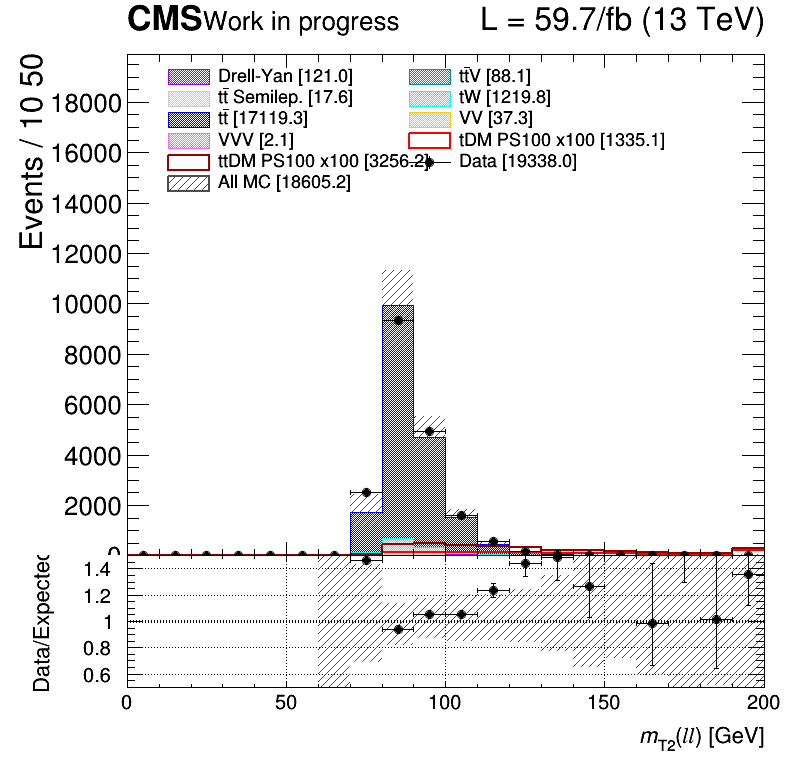 CMS Work in progress L = 59.7/fb (13 TeV)
Events / 10 50
18000
16000
14000
12000
10000
8000
6000
4000
2000
0
Drell-Yan [121.0]
tt̄ Semilep. [17.6]
tt̄ [17119.3]
VVV [2.1]
ttDM PS100 x100 [3256.2]
All MC [18605.2]
tt̄V [88.1]
tW [1219.8]
VV [37.3]
tDM PS100 x100 [1335.1]
Data [19338.0]
Data/Expected
1.4
1.2
1
0.8
0.6
0 50 100 150 200
m_T2(ll) [GeV]